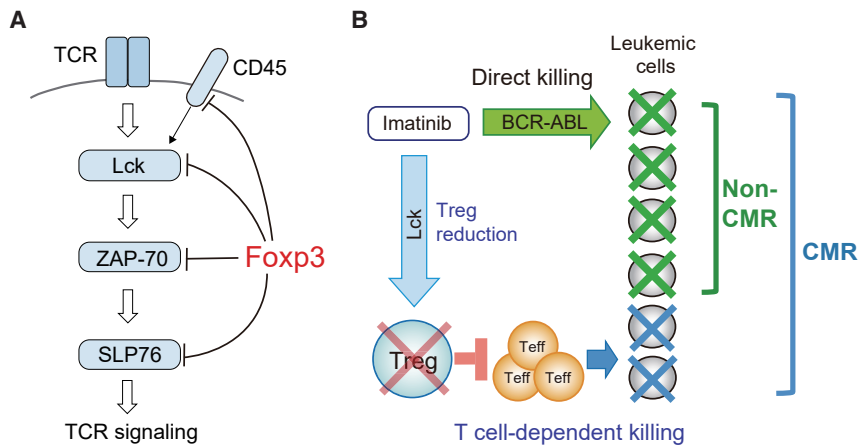 A
TCR
CD45
Lck
ZAP-70
Foxp3
SLP76
TCR signaling
B
Leukemic
cells
Direct killing
Imatinib
BCR-ABL
Lck
Treg
reduction
Non-
CMR
CMR
Treg
Teff
Teff
Teff
T cell-dependent killing